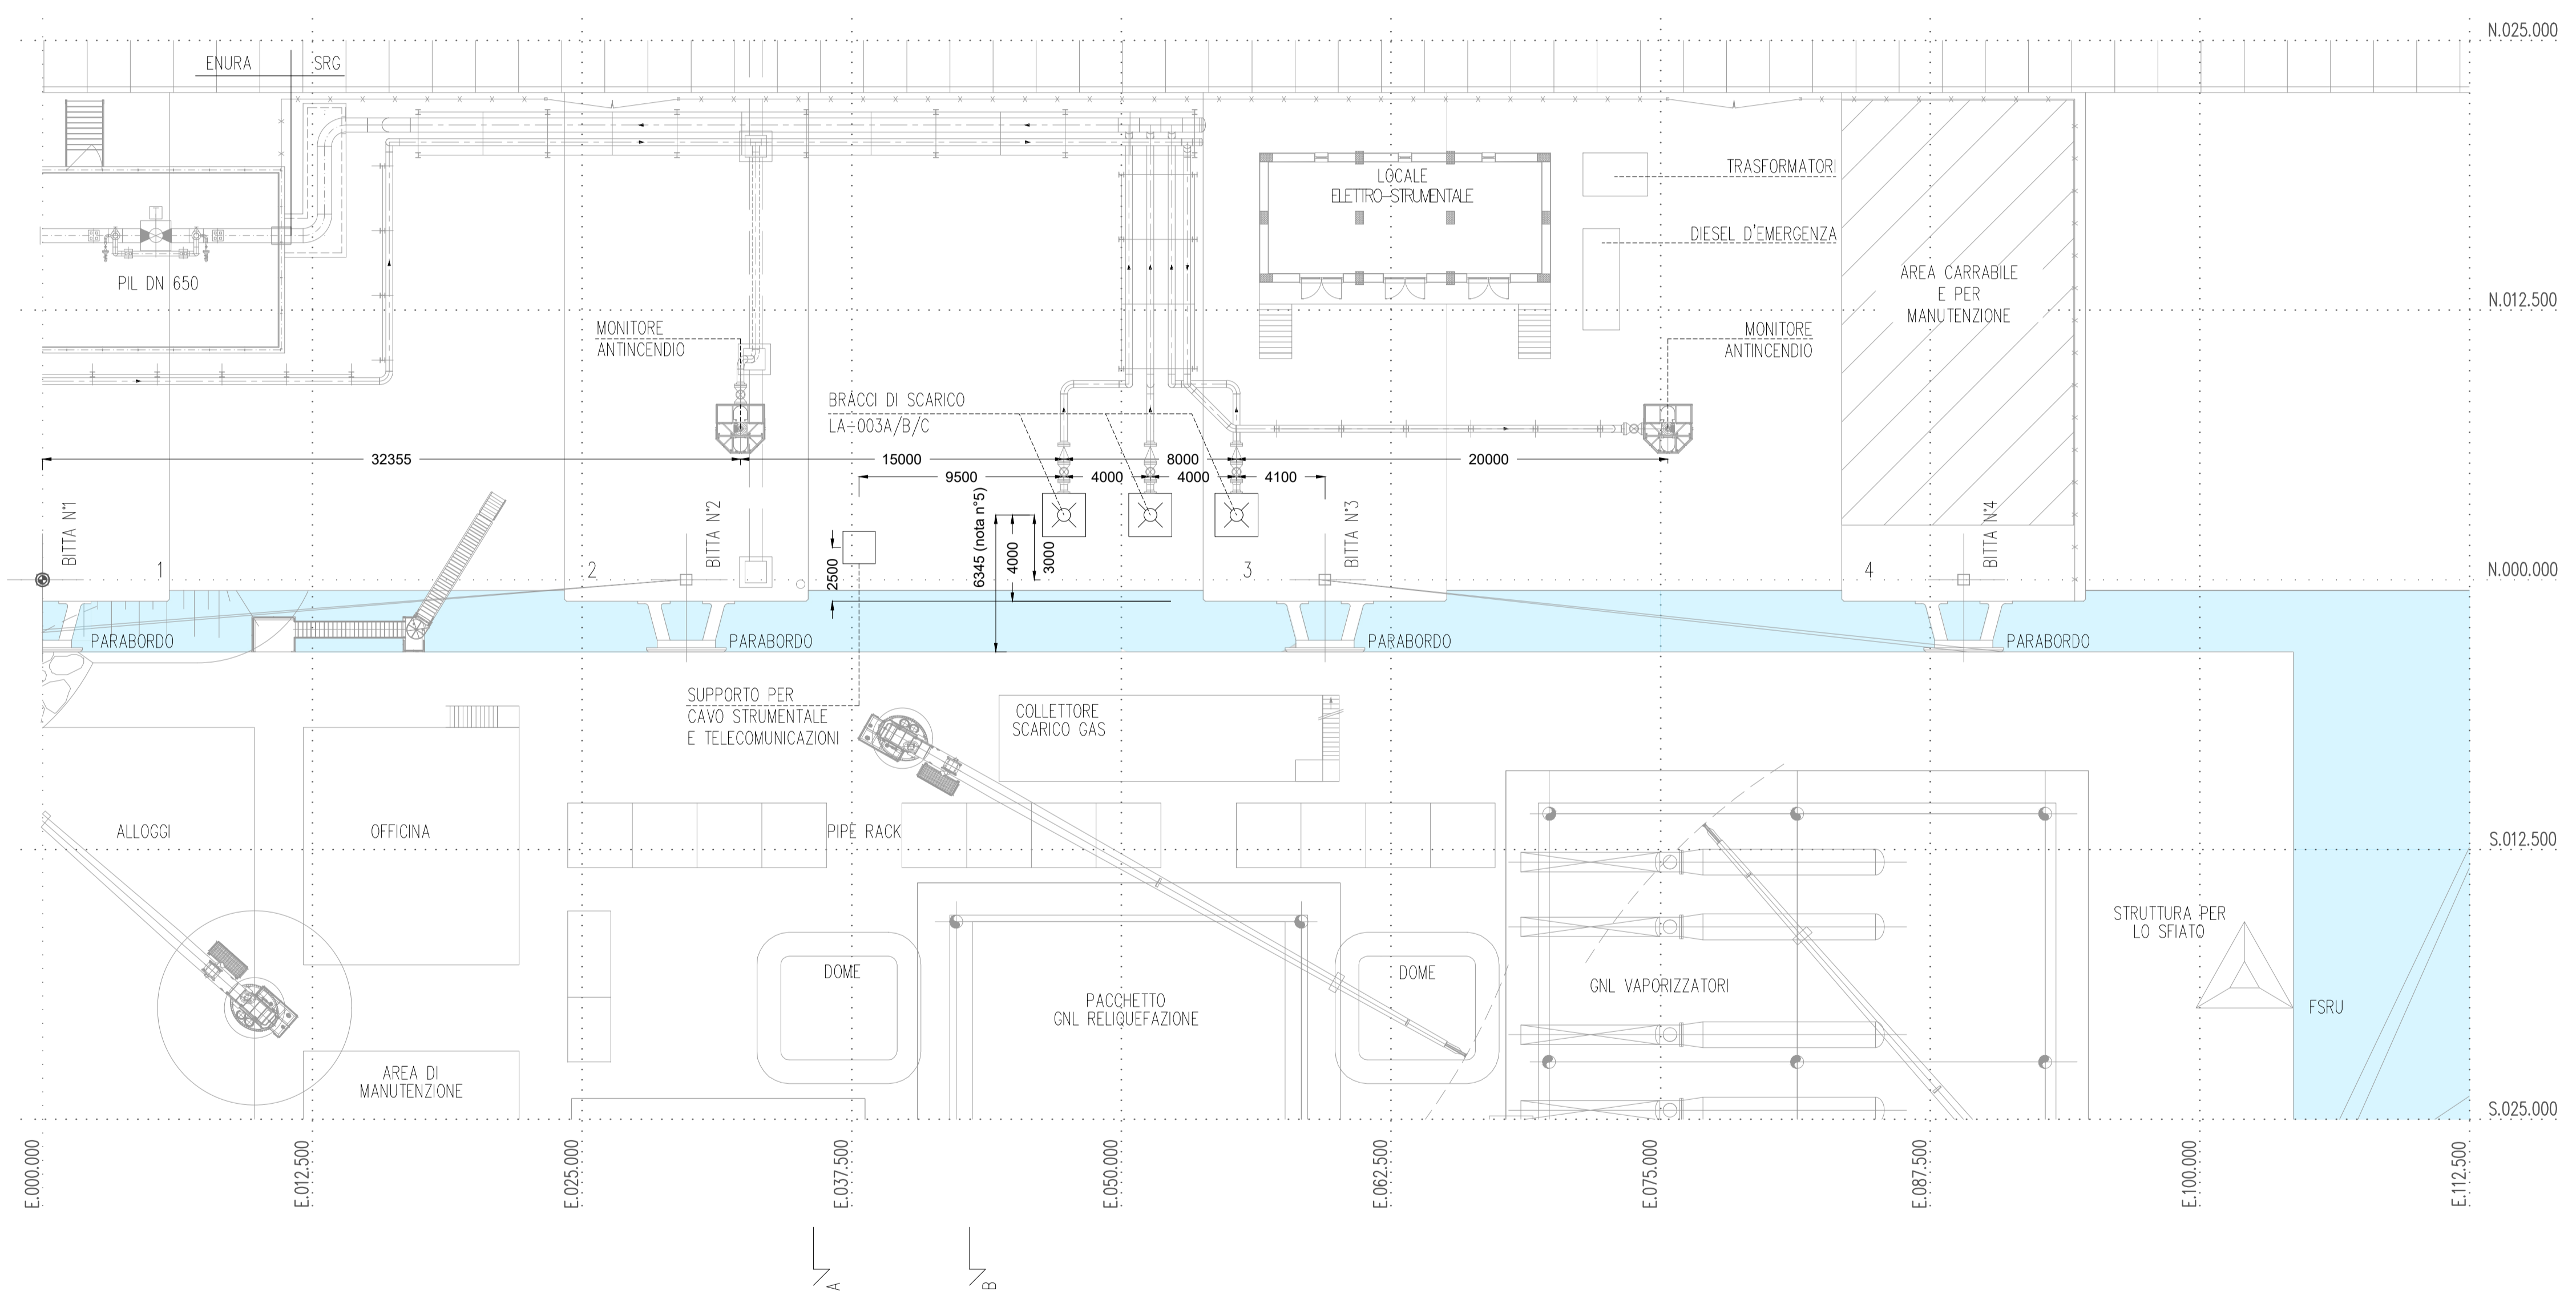 N.025.000
ENURA
SRG
TRASFORMATORI
LOCALE
ELETTRO-STRUMENTALE
DIESEL D'EMERGENZA
PIL DN 650
AREA CARRABILE
E PER
MANUTENZIONE
N.012.500
MONITORE
ANTINCENDIO
MONITORE
ANTINCENDIO
BRACCI DI SCARICO
LA-003A/B/C
32355
15000
8000
20000
9500
4000
4000
4100
BITTA N°1
BITTA N°2
BITTA N°3
BITTA N°4
6345 (nota n°5)
4000
3000
2500
1
2
3
4
N.000.000
PARABORDO
PARABORDO
PARABORDO
PARABORDO
SUPPORTO PER
CAVO STRUMENTALE
E TELECOMUNICAZIONI
COLLETTORE
SCARICO GAS
ALLOGGI
OFFICINA
PIPE RACK
S.012.500
STRUTTURA PER
LO SFIATO
DOME
DOME
PACCHETTO
GNL RELIQUEFAZIONE
GNL VAPORIZZATORI
FSRU
AREA DI
MANUTENZIONE
S.025.000
E.000.000
E.012.500
E.025.000
E.037.500
E.050.000
E.062.500
E.075.000
E.087.500
E.100.000
E.112.500
A
B